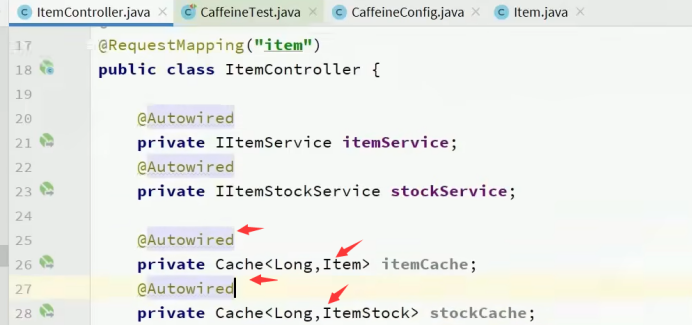 ItemController.java × CaffeineTest.java × CaffeineConfig.java × Item.java ×
17 @RequestMapping("item")
18 public class ItemController {
19
20 @Autowired
21 private IItemService itemService;
22 @Autowired
23 private IItemStockService stockService;
24
25 @Autowired
26 private Cache<Long,Item> itemCache;
27 @Autowired
28 private Cache<Long,ItemStock> stockCache;